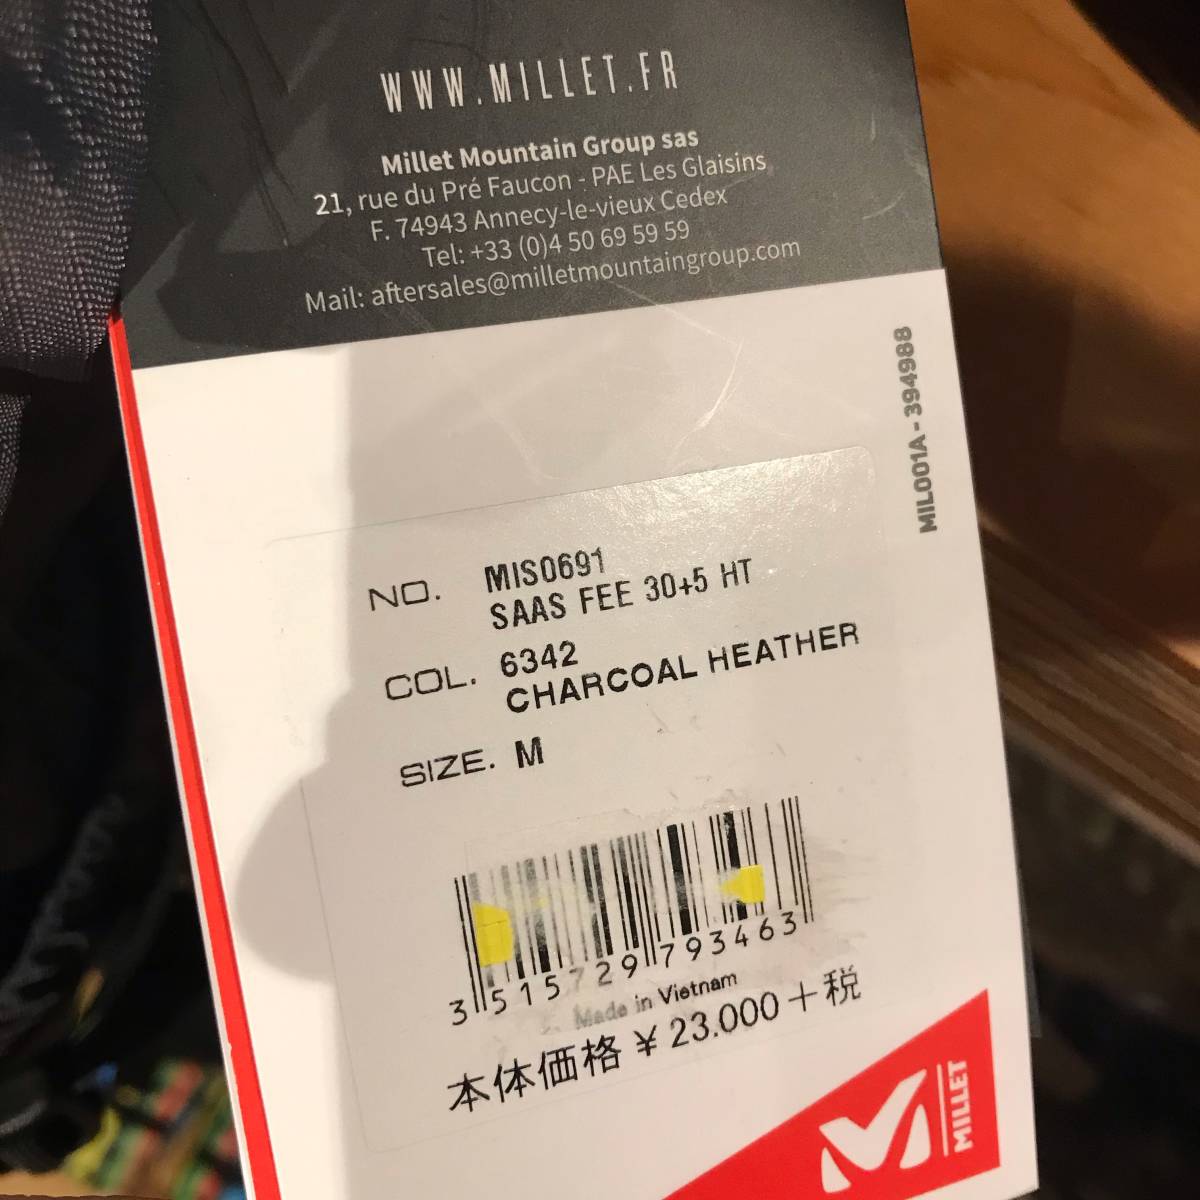 WWW.MILLET.FR
Millet Mountain Group sas
21, rue du Pré Faucon - PAE Les Glaisins
F. 74943 Annecy-le-vieux Cedex
Tel: +33 (0)4 50 69 59 59
Mail: aftersales@milletmountaingroup.com
MIL001A - 394988
NO. MIS0691
SAAS FEE 30+5 HT
COL. 6342
CHARCOAL HEATHER
SIZE. M
3 515729 793463
Made in Vietnam
本体価格 ¥ 23.000+税
MILLET